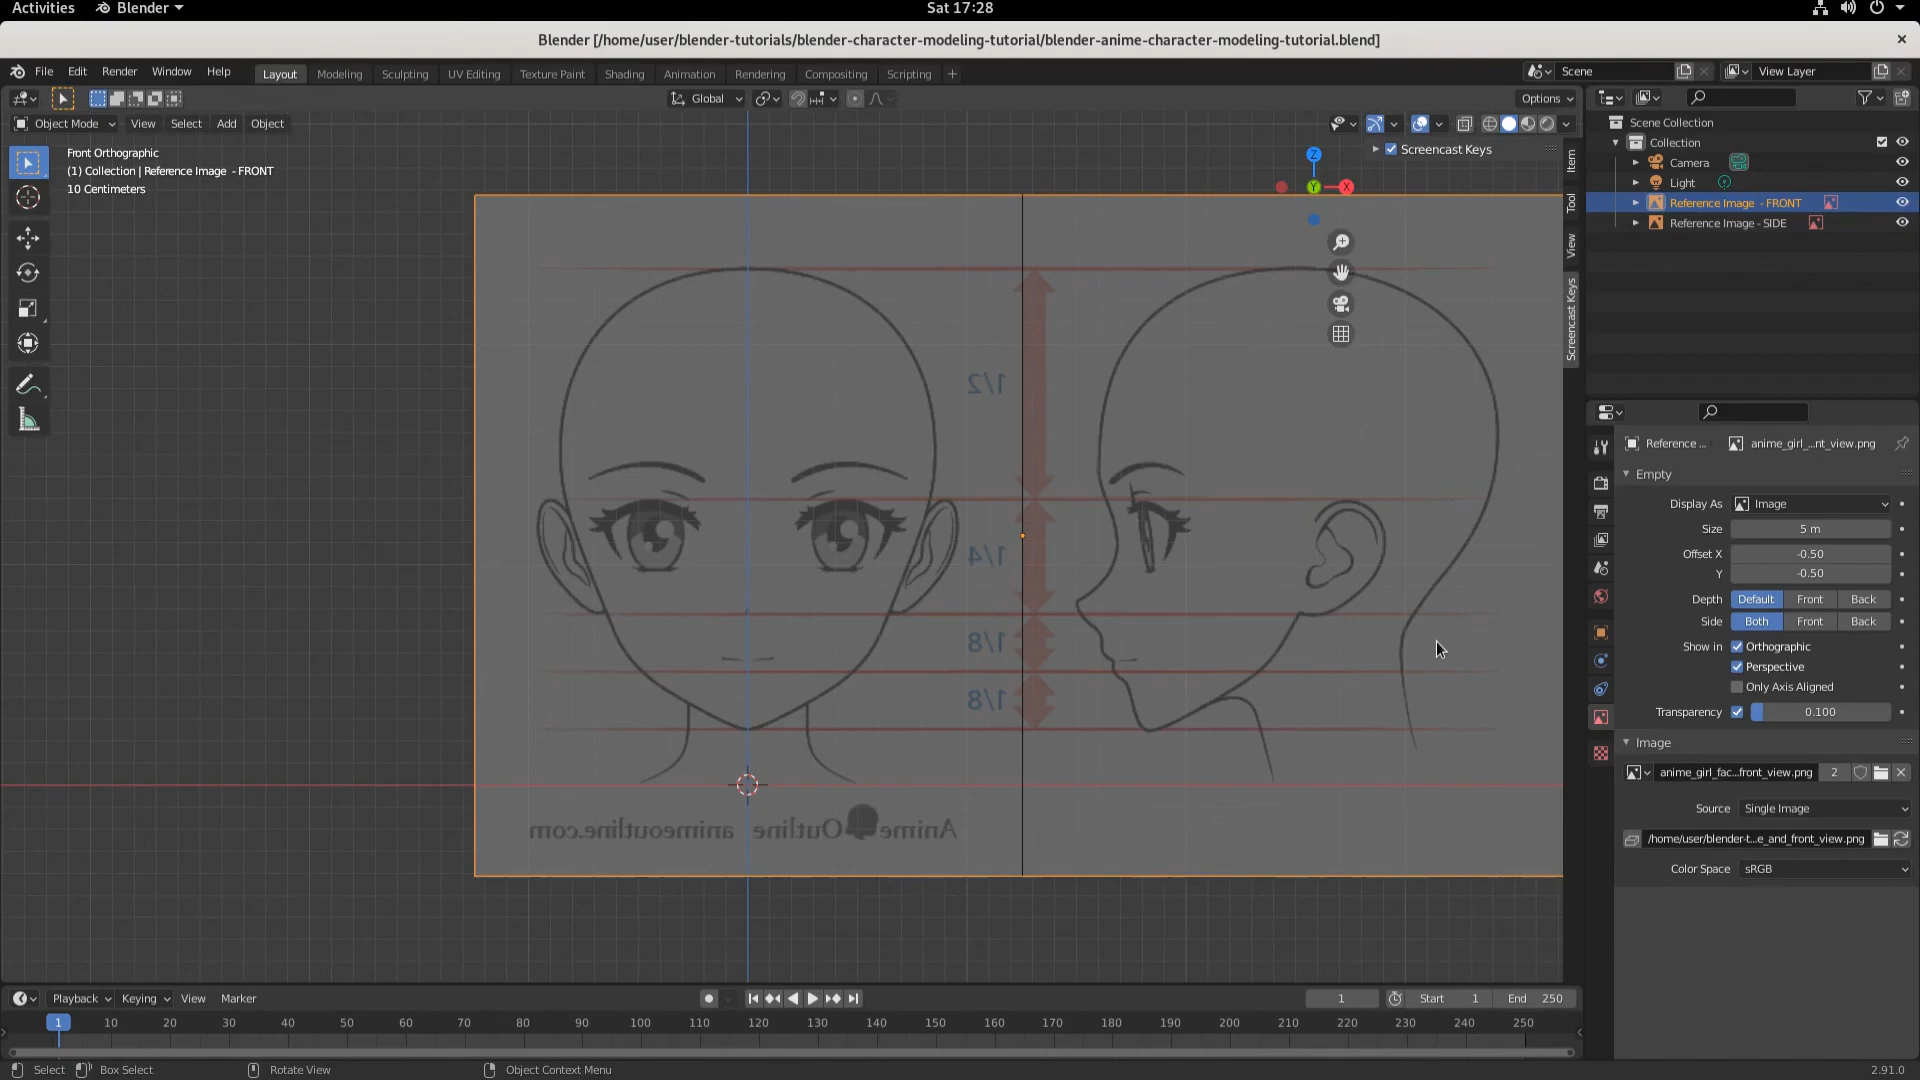 Activities Blender Sat 17:28
Blender [/home/user/blender-tutorials/blender-character-modeling-tutorial/blender-anime-character-modeling-tutorial.blend]
File Edit Render Window Help Layout Modeling Sculpting UV Editing Texture Paint Shading Animation Rendering Compositing Scripting + Scene View Layer
Global Options
Object Mode View Select Add Object
Front Orthographic
(1) Collection | Reference Image - FRONT
10 Centimeters
Screencast Keys
Z
Y X
Item
Tool
View
Screencast Keys
1/2
1/4
1/8
1/8
Anime Outline animeoutline.com
Scene Collection
Collection
Camera
Light
Reference Image - FRONT
Reference Image - SIDE
Reference ... anime_girl_...nt_view.png
Empty
Display As Image
Size 5 m
Offset X -0.50
Y -0.50
Depth Default Front Back
Side Both Front Back
Show in Orthographic
Perspective
Only Axis Aligned
Transparency 0.100
Image
anime_girl_fac...front_view.png 2
Source Single Image
/home/user/blender-t...e_and_front_view.png
Color Space sRGB
Playback Keying View Marker 1 Start 1 End 250
1 10 20 30 40 50 60 70 80 90 100 110 120 130 140 150 160 170 180 190 200 210 220 230 240 250
Select Box Select Rotate View Object Context Menu 2.91.0